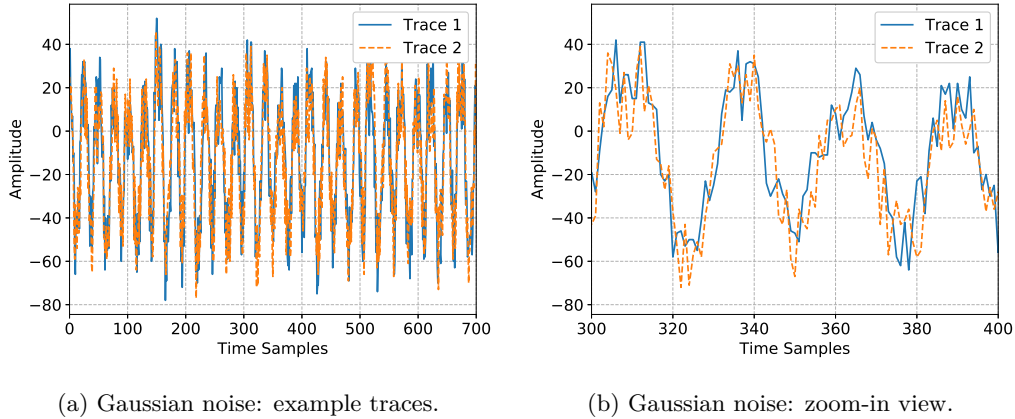 Trace 1
Trace 2
40
20
0
−20
−40
−60
−80
Amplitude
0 100 200 300 400 500 600 700
Time Samples
(a) Gaussian noise: example traces.
Trace 1
Trace 2
40
20
0
−20
−40
−60
−80
Amplitude
300 320 340 360 380 400
Time Samples
(b) Gaussian noise: zoom-in view.